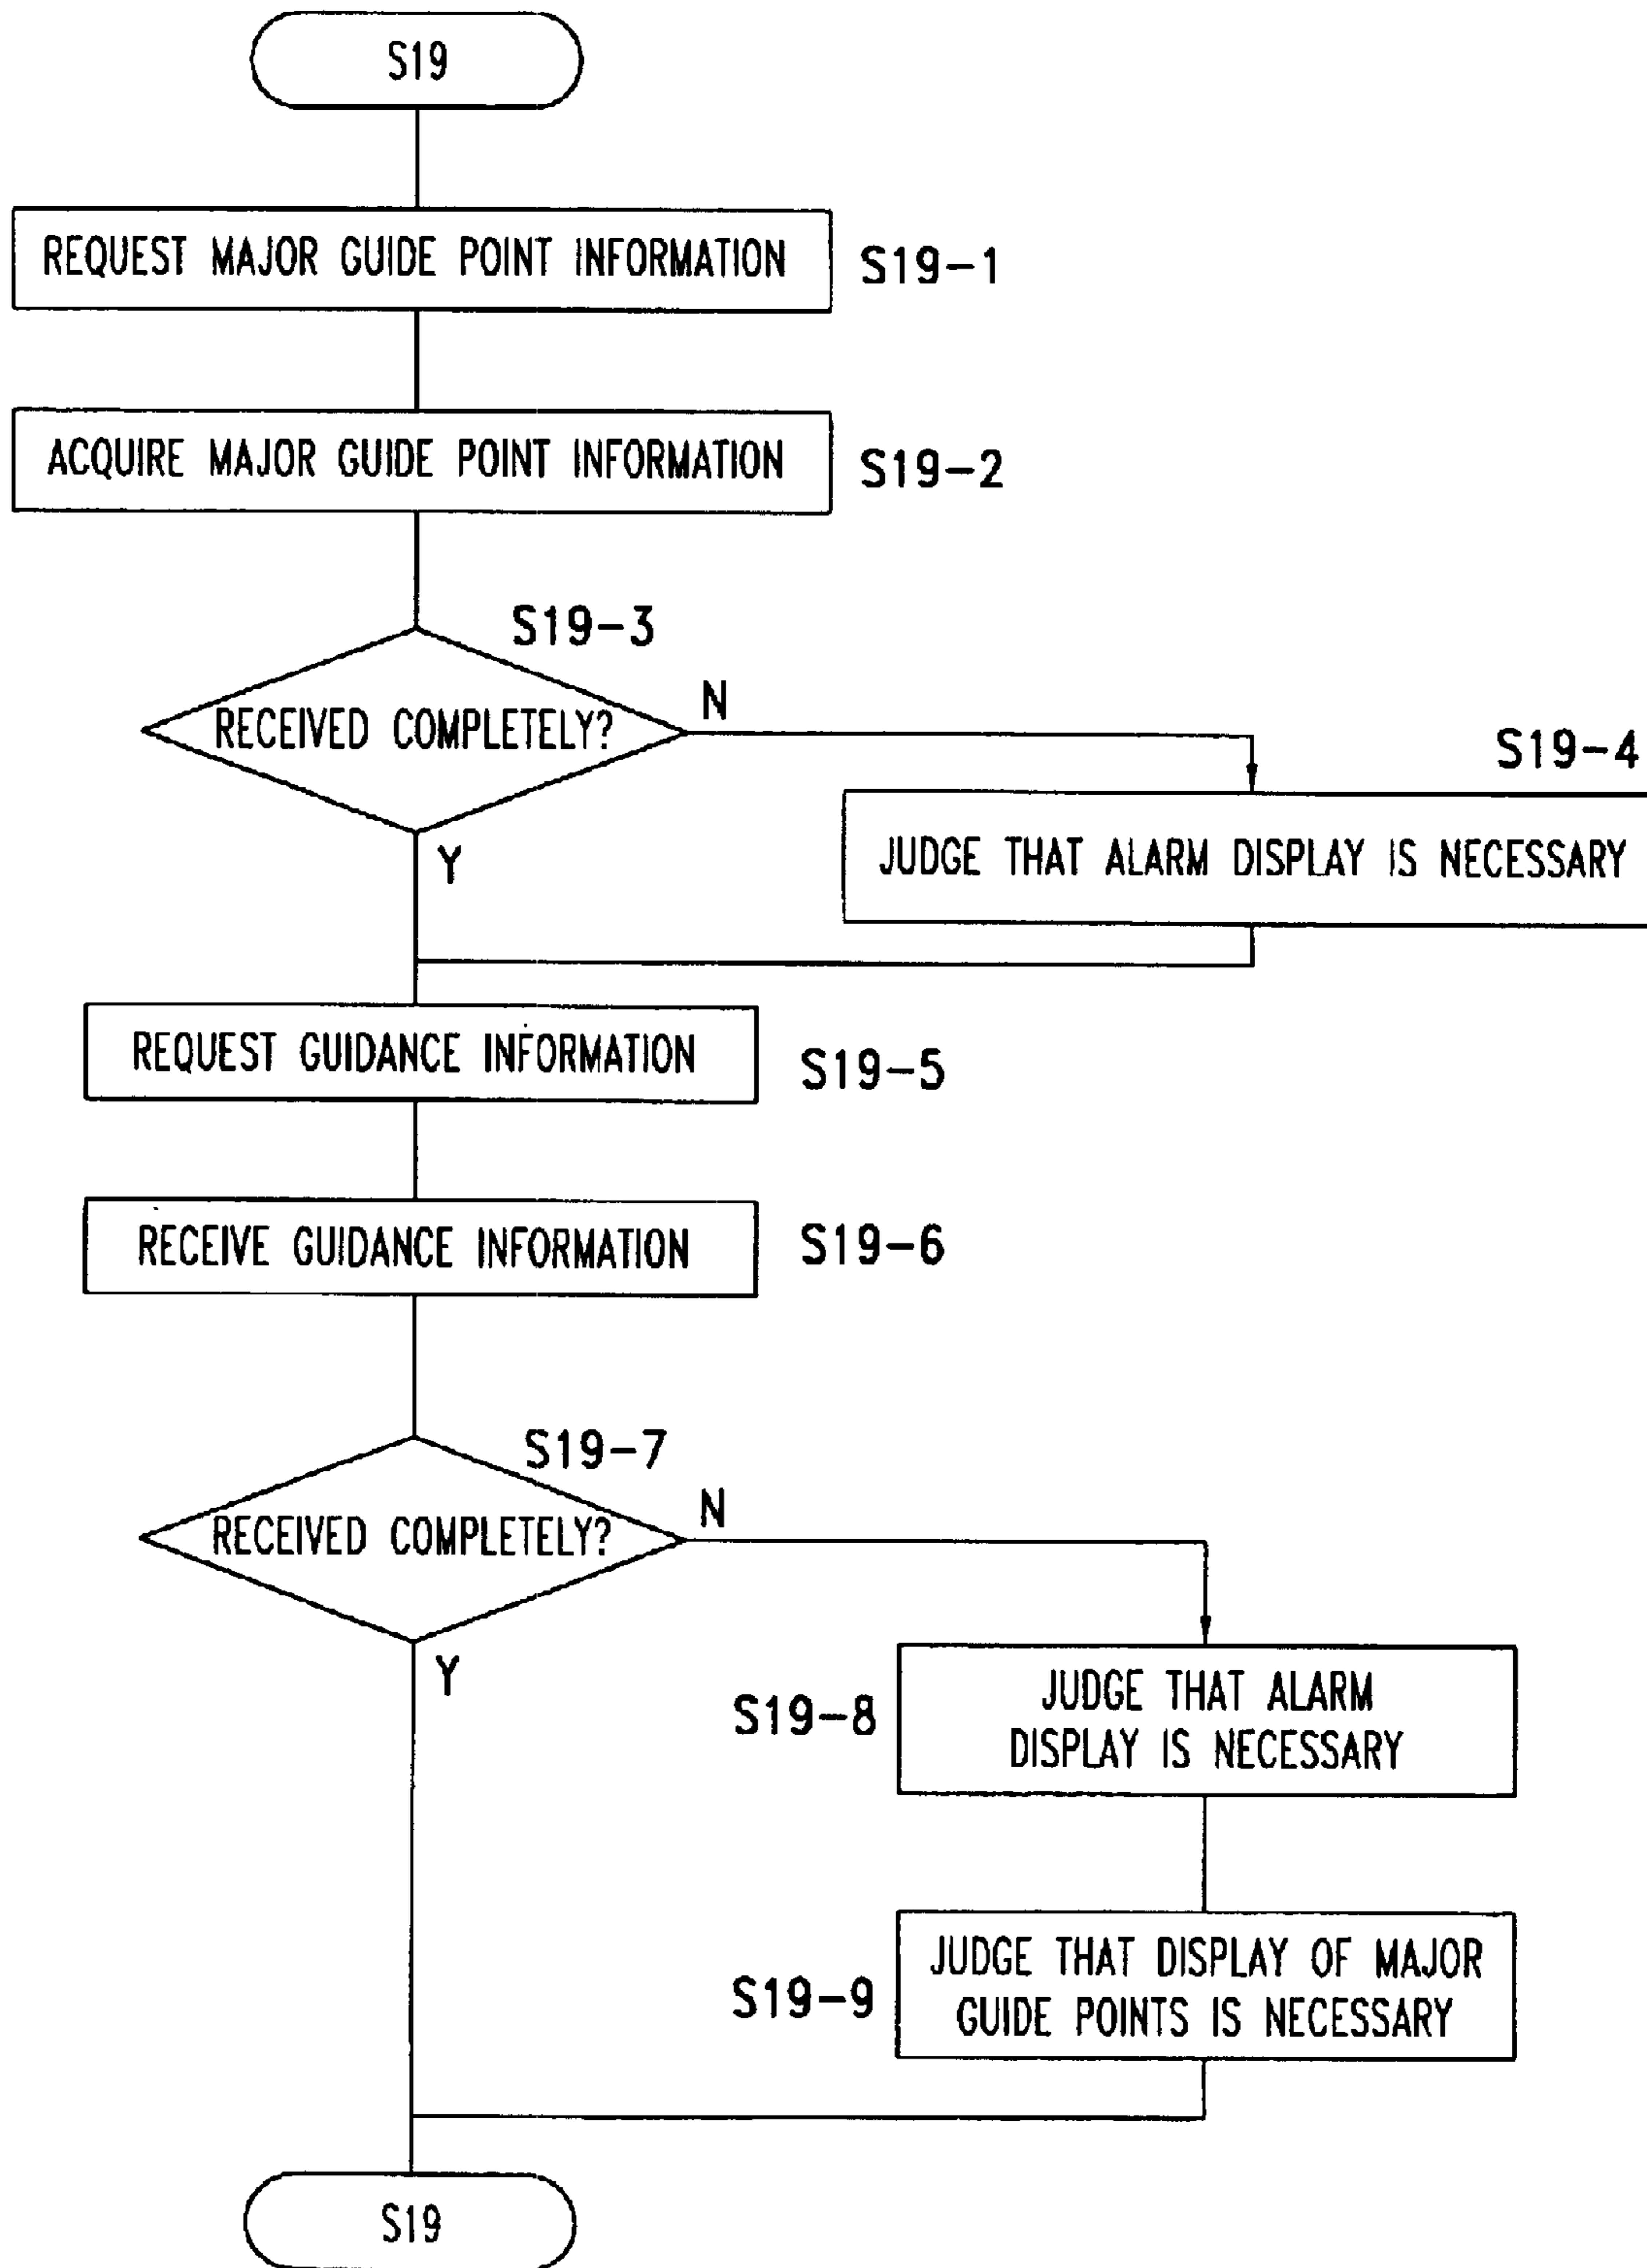 S19
REQUEST MAJOR GUIDE POINT INFORMATION
S19-1
ACQUIRE MAJOR GUIDE POINT INFORMATION
S19-2
S19-3
RECEIVED COMPLETELY?
N
Y
S19-4
JUDGE THAT ALARM DISPLAY IS NECESSARY
REQUEST GUIDANCE INFORMATION
S19-5
RECEIVE GUIDANCE INFORMATION
S19-6
S19-7
RECEIVED COMPLETELY?
N
Y
S19-8
JUDGE THAT ALARM
DISPLAY IS NECESSARY
S19-9
JUDGE THAT DISPLAY OF MAJOR
GUIDE POINTS IS NECESSARY
S19